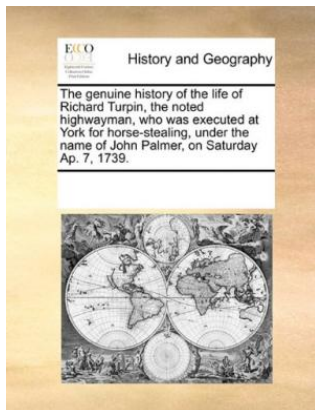 ECCO
History and Geography
The genuine history of the life of
Richard Turpin, the noted
highwayman, who was executed at
York for horse-stealing, under the
name of John Palmer, on Saturday
Ap. 7, 1739.